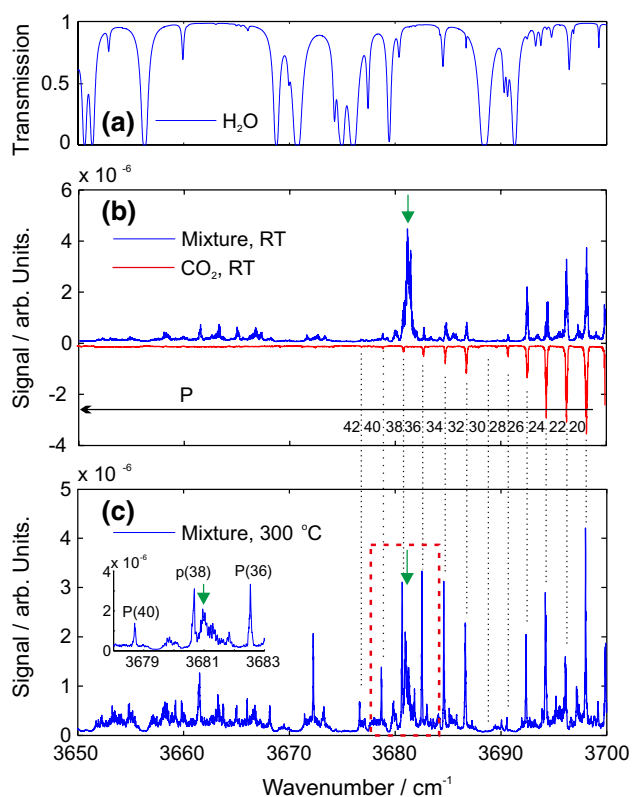 1
0.5
0
Transmission
(a)
H₂O
x 10⁻⁶
6
4
2
0
-2
-4
Signal / arb. Units.
(b)
Mixture, RT
CO₂, RT
P
42 40 38 36 34 32 30 28 26 24 22 20
x 10⁻⁶
5
4
3
2
1
0
Signal / arb. Units.
(c)
Mixture, 300 °C
x 10⁻⁶
4
2
0
P(40)
p(38)
P(36)
3679 3681 3683
3650 3660 3670 3680 3690 3700
Wavenumber / cm⁻¹